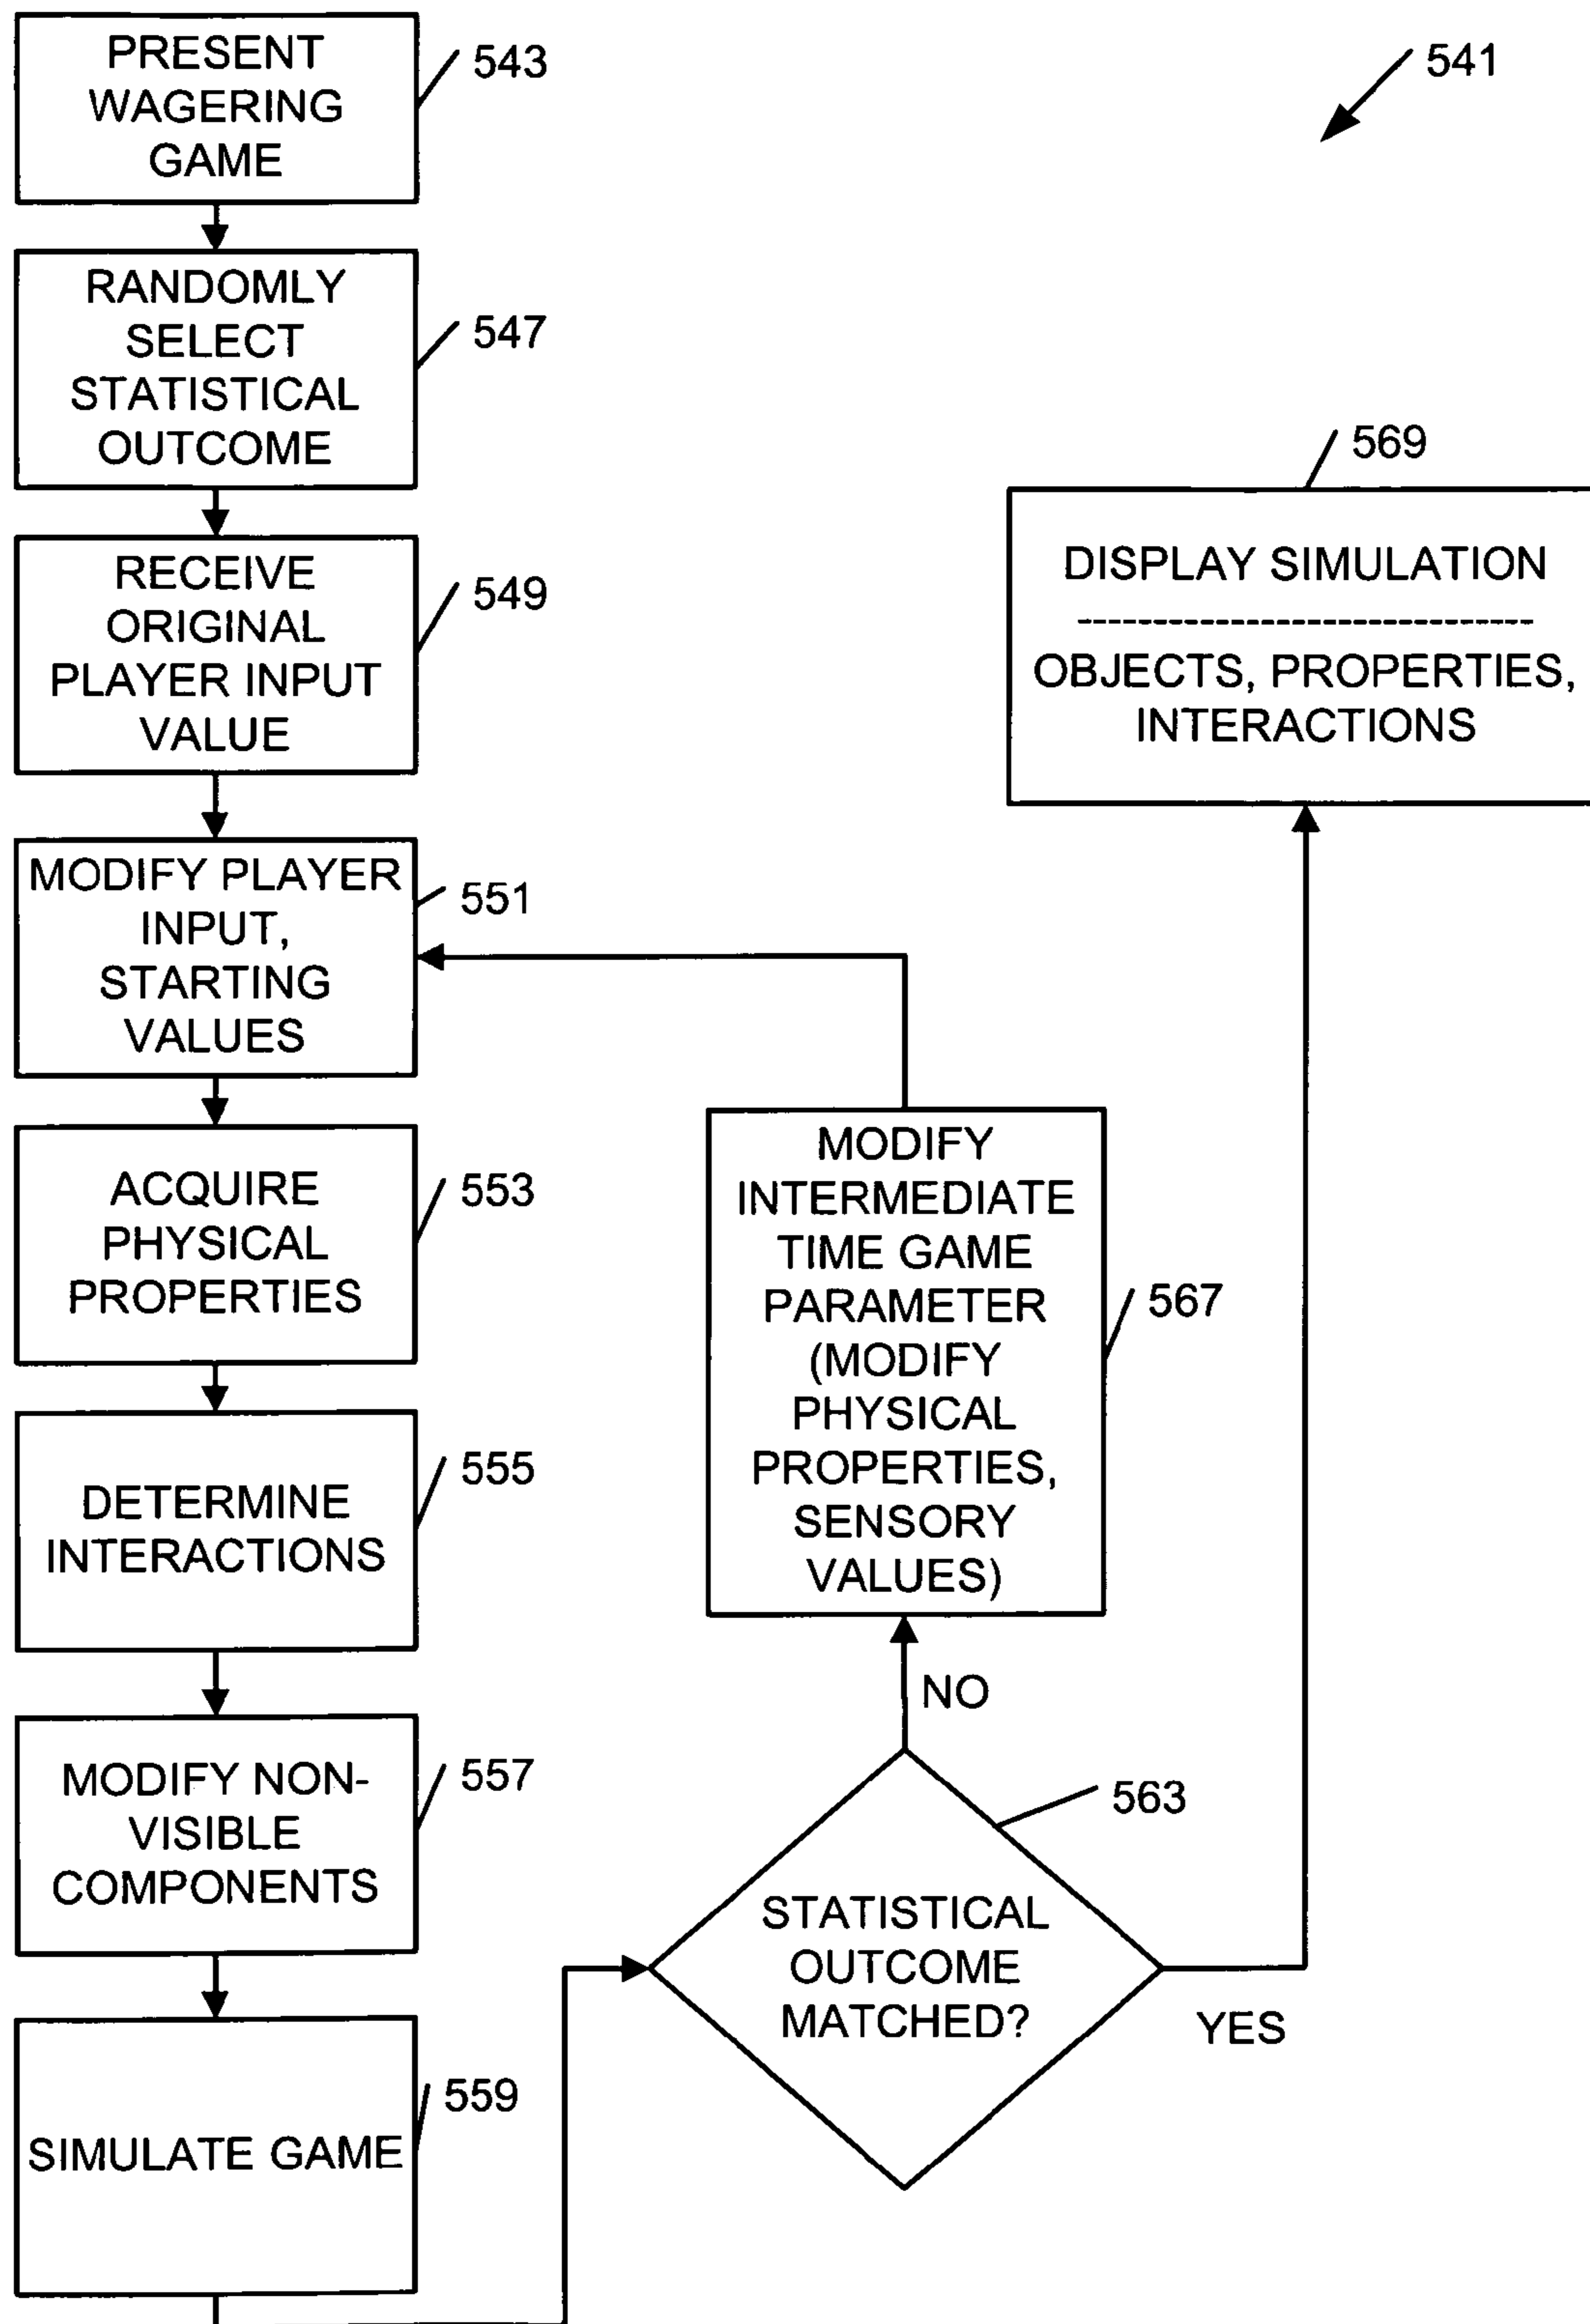 PRESENT
WAGERING
GAME
543
541
RANDOMLY
SELECT
STATISTICAL
OUTCOME
547
RECEIVE
ORIGINAL
PLAYER INPUT
VALUE
549
569
DISPLAY SIMULATION
OBJECTS, PROPERTIES,
INTERACTIONS
MODIFY PLAYER
INPUT,
STARTING
VALUES
551
ACQUIRE
PHYSICAL
PROPERTIES
553
MODIFY
INTERMEDIATE
TIME GAME
PARAMETER
(MODIFY
PHYSICAL
PROPERTIES,
SENSORY
VALUES)
567
DETERMINE
INTERACTIONS
555
NO
MODIFY NON-
VISIBLE
COMPONENTS
557
563
STATISTICAL
OUTCOME
MATCHED?
YES
SIMULATE GAME
559